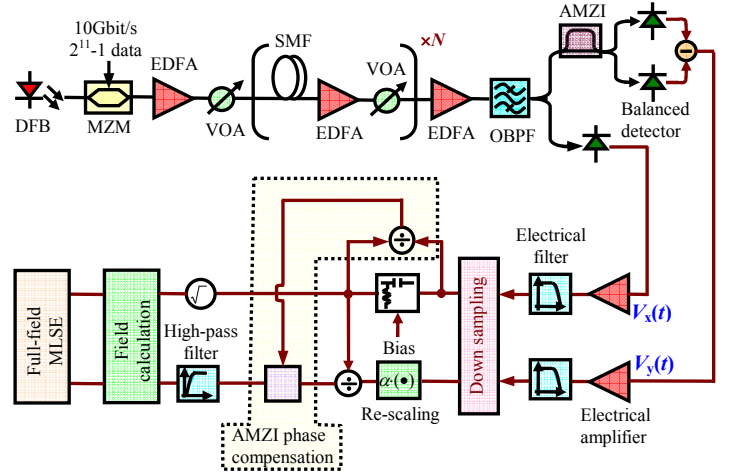 10Gbit/s
2¹¹-1 data
DFB
MZM
EDFA
VOA
SMF
EDFA
VOA
×N
EDFA
OBPF
AMZI
Balanced
detector
Full-field
MLSE
Field
calculation
√
High-pass
filter
÷
Bias
÷
α·(•)
Re-scaling
AMZI phase
compensation
Down sampling
Electrical
filter
Vx(t)
Vy(t)
Electrical
amplifier